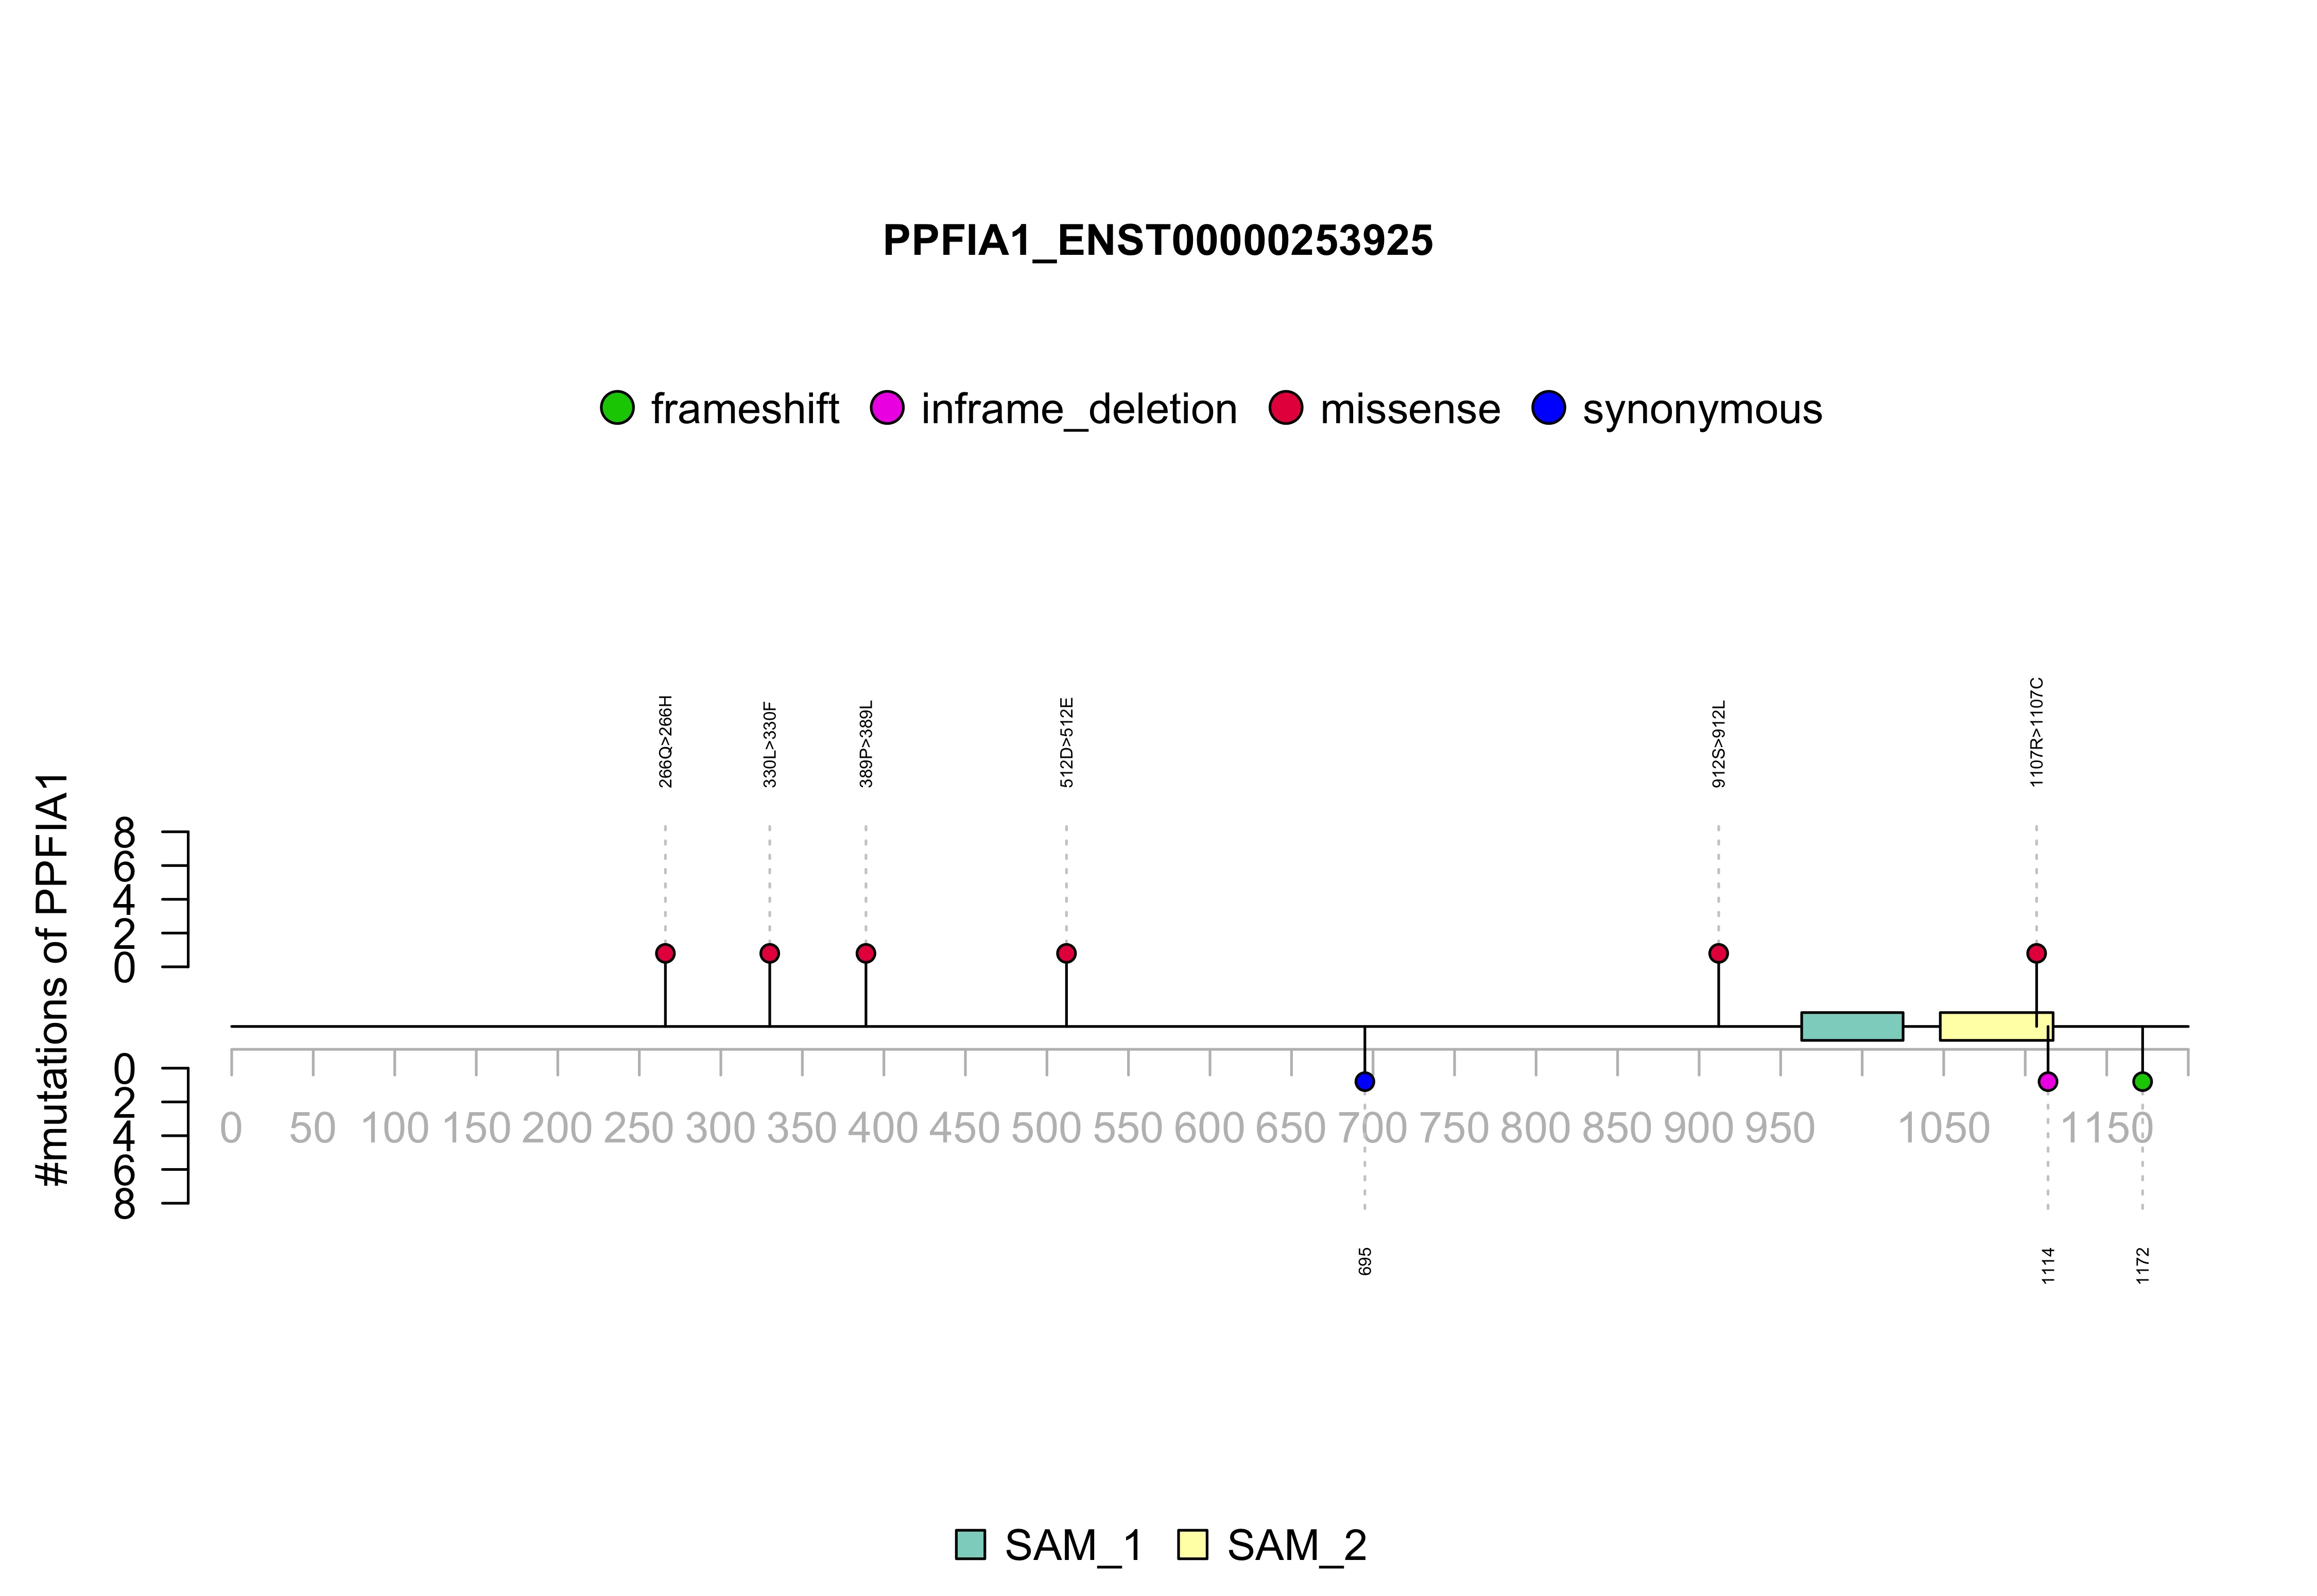 PPFIA1_ENST00000253925
frameshift inframe_deletion missense synonymous
266Q>266H 330L>330F 389P>389L 512D>512E 912S>912L 1107R>1107C
#mutations of PPFIA1
8
6
4
2
0
0
2
4
6
8
0 50 100 150 200 250 300 350 400 450 500 550 600 650 700 750 800 850 900 950 1050 1150
695 1114 1172
SAM_1 SAM_2